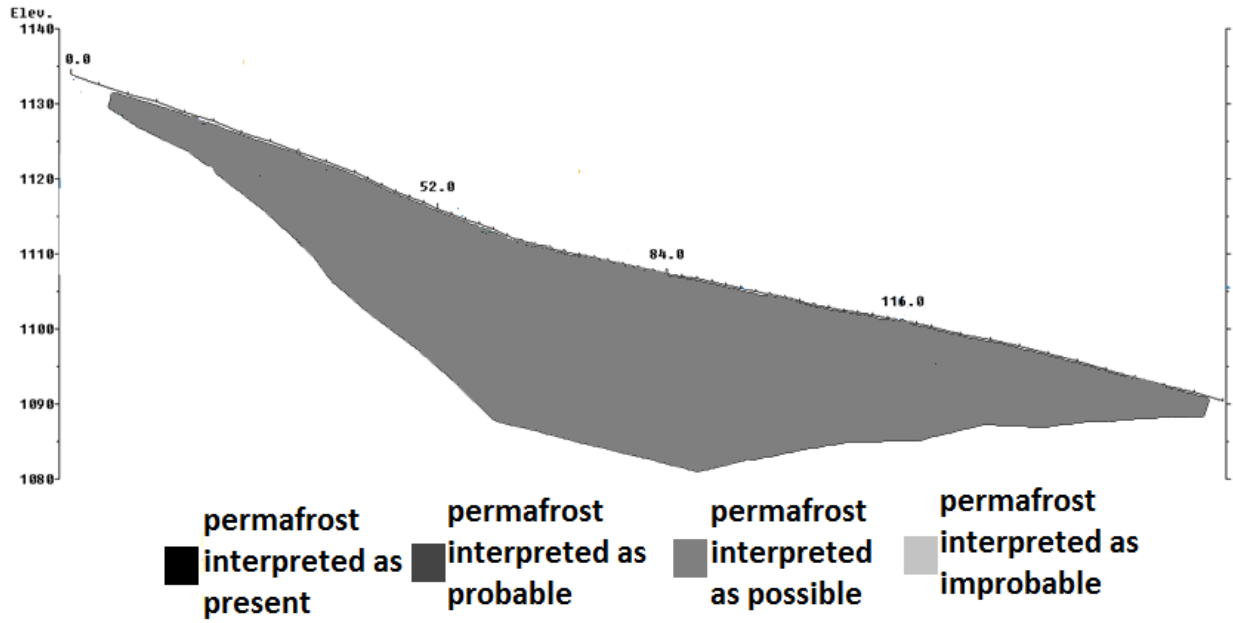 Elev.
1140
0.0
1130
1120
52.0
1110
84.0
116.0
1100
1090
1080
permafrost
interpreted as
present
permafrost
interpreted as
probable
permafrost
interpreted
as possible
permafrost
interpreted as
improbable